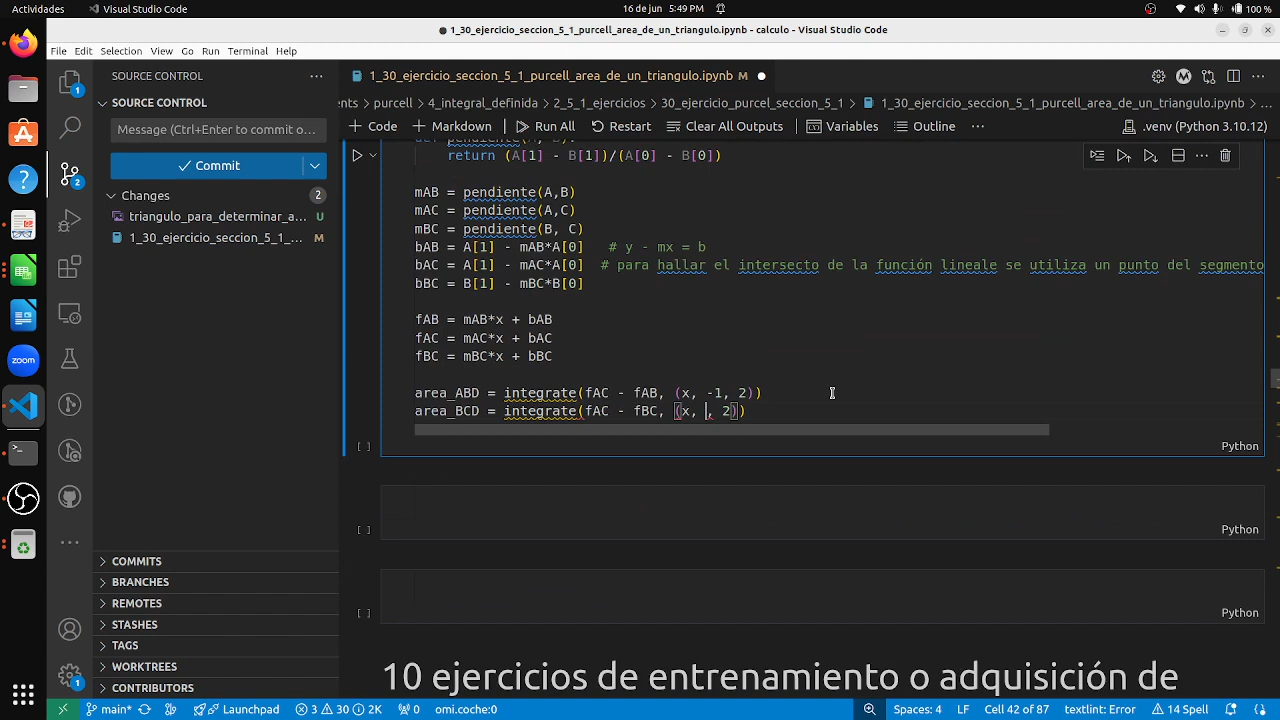 Actividades
Visual Studio Code
16 de jun 5:49 PM
100 %
1_30_ejercicio_seccion_5_1_purcell_area_de_un_triangulo.ipynb - calculo - Visual Studio Code
File Edit Selection View Go Run Terminal Help
SOURCE CONTROL
1_30_ejercicio_seccion_5_1_purcell_area_de_un_triangulo.ipynb M
SOURCE CONTROL
ents > purcell > 4_integral_definida > 2_5_1_ejercicios > 30_ejercicio_purcel_seccion_5_1 > 1_30_ejercicio_seccion_5_1_purcell_area_de_un_triangulo.ipynb > ...
Message (Ctrl+Enter to commit o...
+ Code + Markdown Run All Restart Clear All Outputs Variables Outline ... .venv (Python 3.10.12)
Commit
Changes 2
triangulo_para_determinar_a... U
1_30_ejercicio_seccion_5_1_... M
return (A[1] - B[1])/(A[0] - B[0])
mAB = pendiente(A,B)
mAC = pendiente(A,C)
mBC = pendiente(B, C)
bAB = A[1] - mAB*A[0]   # y - mx = b
bAC = A[1] - mAC*A[0]  # para hallar el intersecto de la función lineale se utiliza un punto del segmento
bBC = B[1] - mBC*B[0]
fAB = mAB*x + bAB
fAC = mAC*x + bAC
fBC = mBC*x + bBC
area_ABD = integrate(fAC - fAB, (x, -1, 2))
area_BCD = integrate(fAC - fBC, (x, , 2))
[ ] Python
[ ] Python
[ ] Python
10 ejercicios de entrenamiento o adquisición de
COMMITS
BRANCHES
REMOTES
STASHES
TAGS
WORKTREES
CONTRIBUTORS
main* Launchpad 3 30 2K 0 omi.coche:0 Spaces: 4 LF Cell 42 of 87 textlint: Error 14 Spell